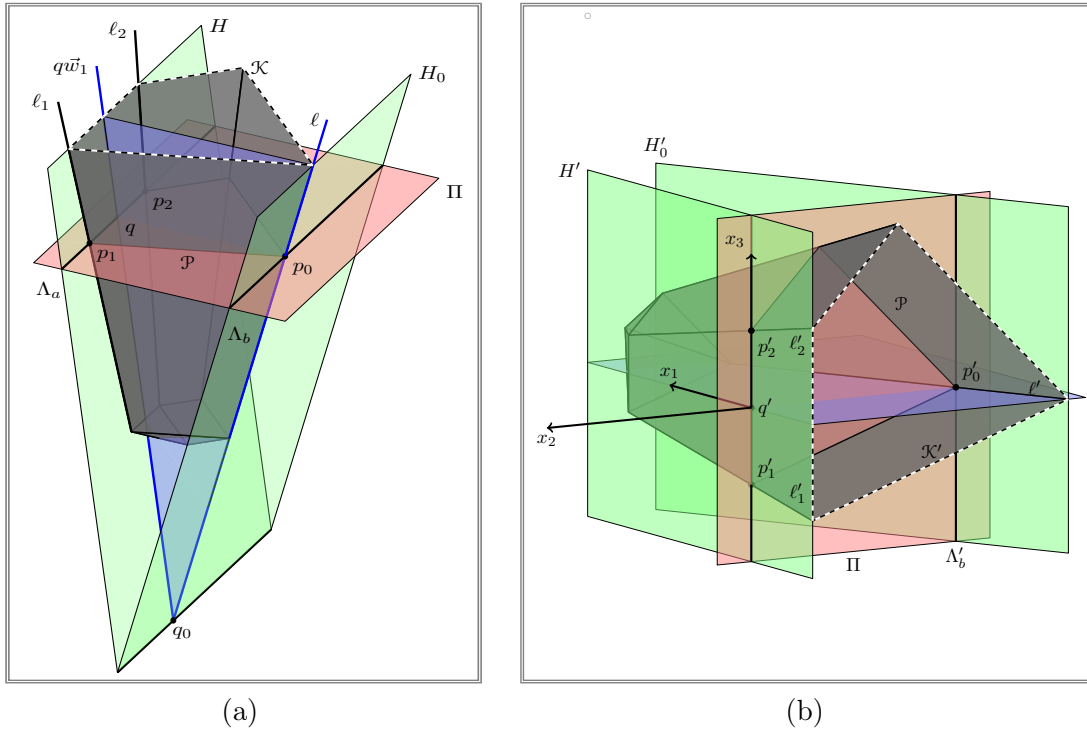 ℓ₂
H
qw⃗₁
𝒦
H₀
ℓ₁
ℓ
Π
p₂
q
p₁
𝒫
p₀
Λₐ
Λ_b
q₀
(a)
H′₀
H′
x₃
𝒫
p′₂
ℓ′₂
p′₀
x₁
ℓ′
q′
x₂
𝒦′
p′₁
ℓ′₁
Π
Λ′_b
(b)